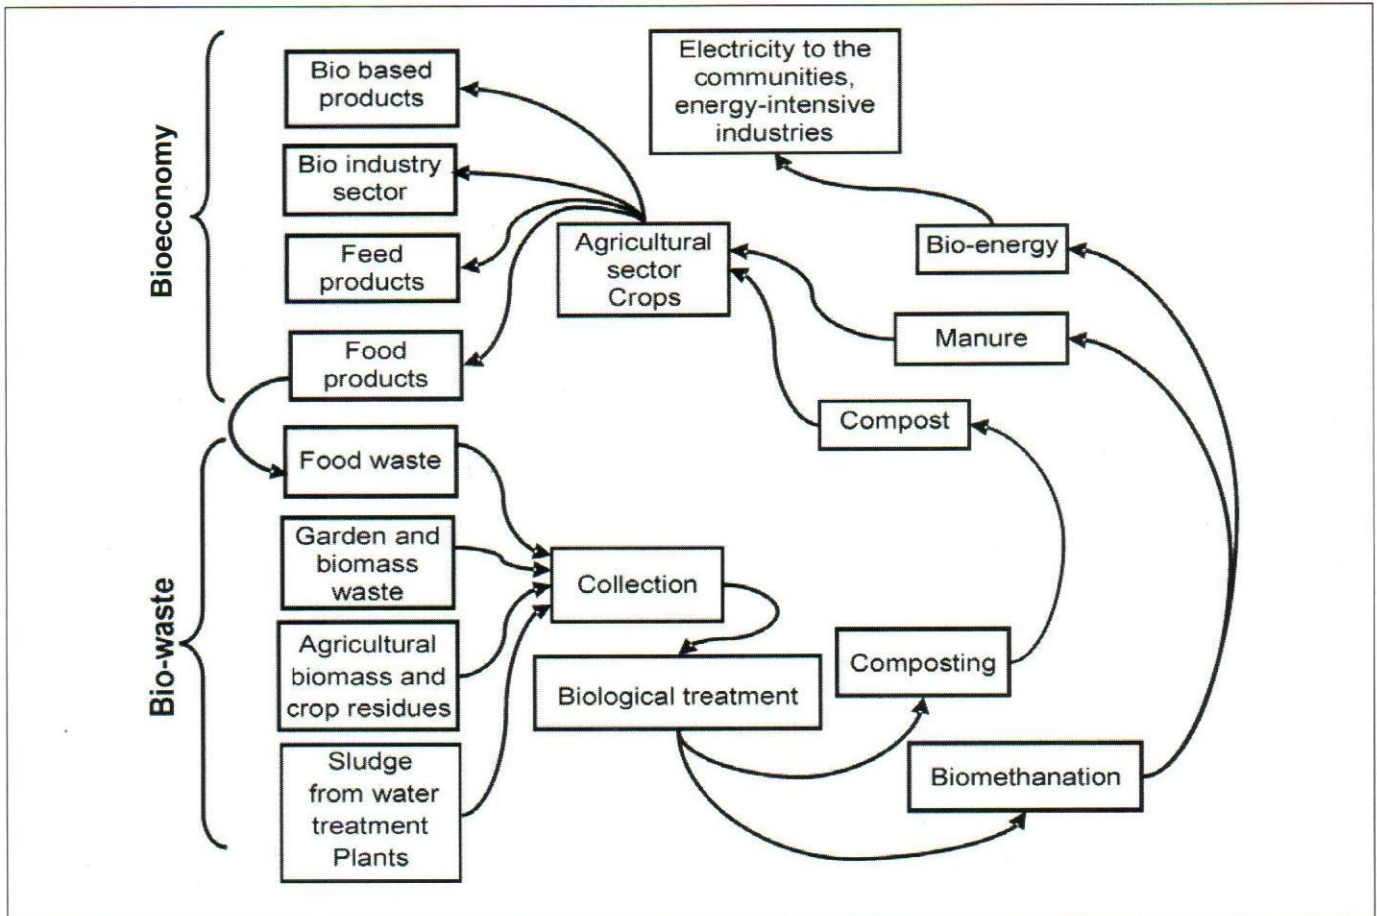 Bioeconomy
Bio based
products
Bio industry
sector
Feed
products
Food
products
Electricity to the
communities,
energy-intensive
industries
Agricultural
sector
Crops
Bio-energy
Manure
Compost
Bio-waste
Food waste
Garden and
biomass
waste
Agricultural
biomass and
crop residues
Sludge
from water
treatment
Plants
Collection
Biological treatment
Composting
Biomethanation